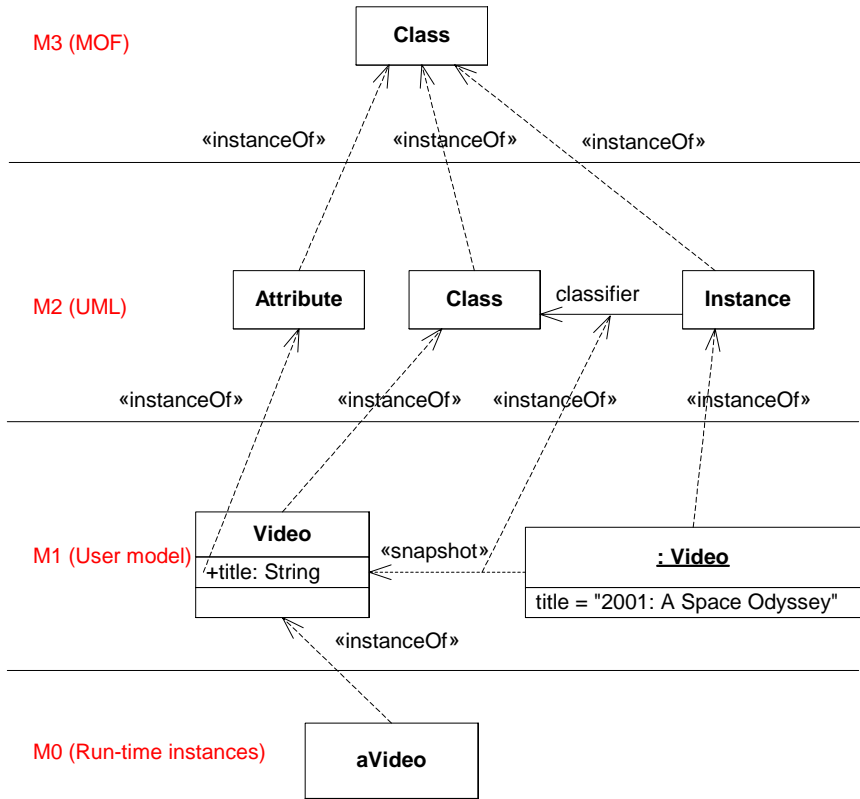 Class
M3 (MOF)
«instanceOf»
«instanceOf»
«instanceOf»
Attribute
Class
classifier
Instance
M2 (UML)
«instanceOf»
«instanceOf»
«instanceOf»
«instanceOf»
Video
+title: String
M1 (User model)
«snapshot»
: Video
title = "2001: A Space Odyssey"
«instanceOf»
M0 (Run-time instances)
aVideo